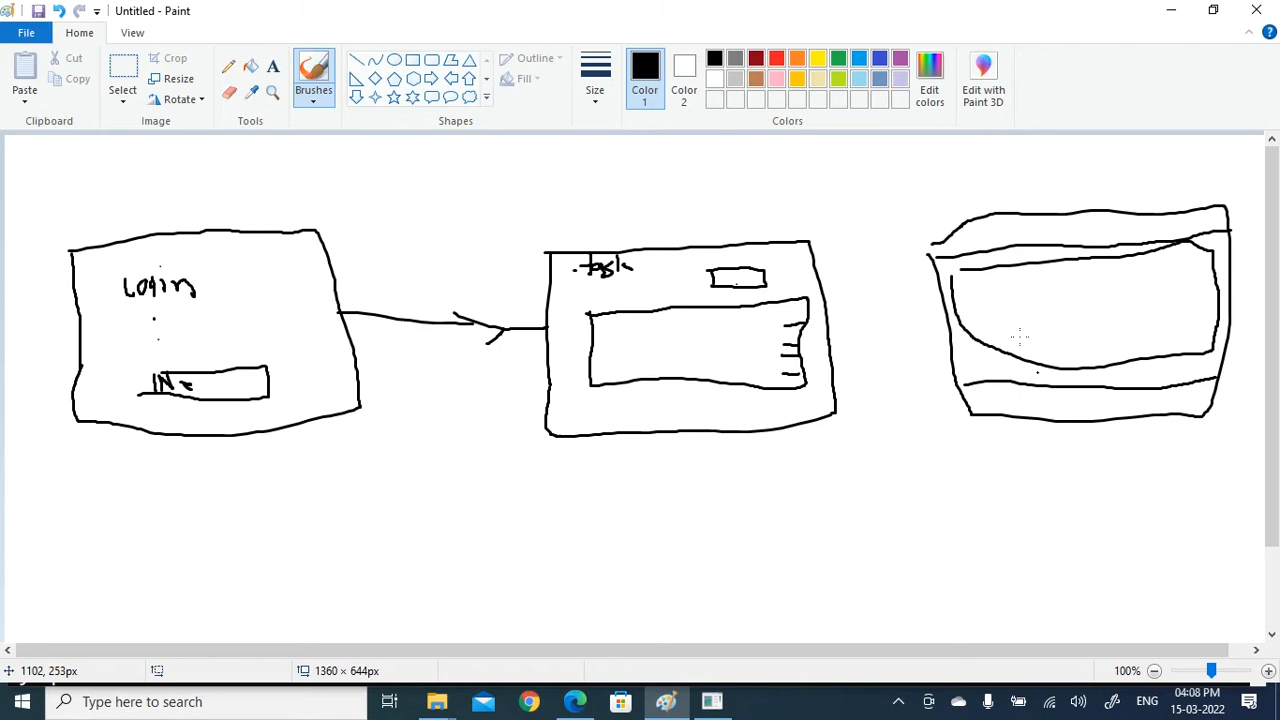 Untitled - Paint
File
Home
View
Paste
Cut
Copy
Clipboard
Select
Crop
Resize
Rotate
Image
Tools
Brushes
Outline
Fill
Shapes
Size
Color 1
Color 2
Edit colors
Edit with Paint 3D
Colors
LOGIN
IN
task
1102, 253px
1360 × 644px
100%
Type here to search
ENG
04:08 PM
15-03-2022